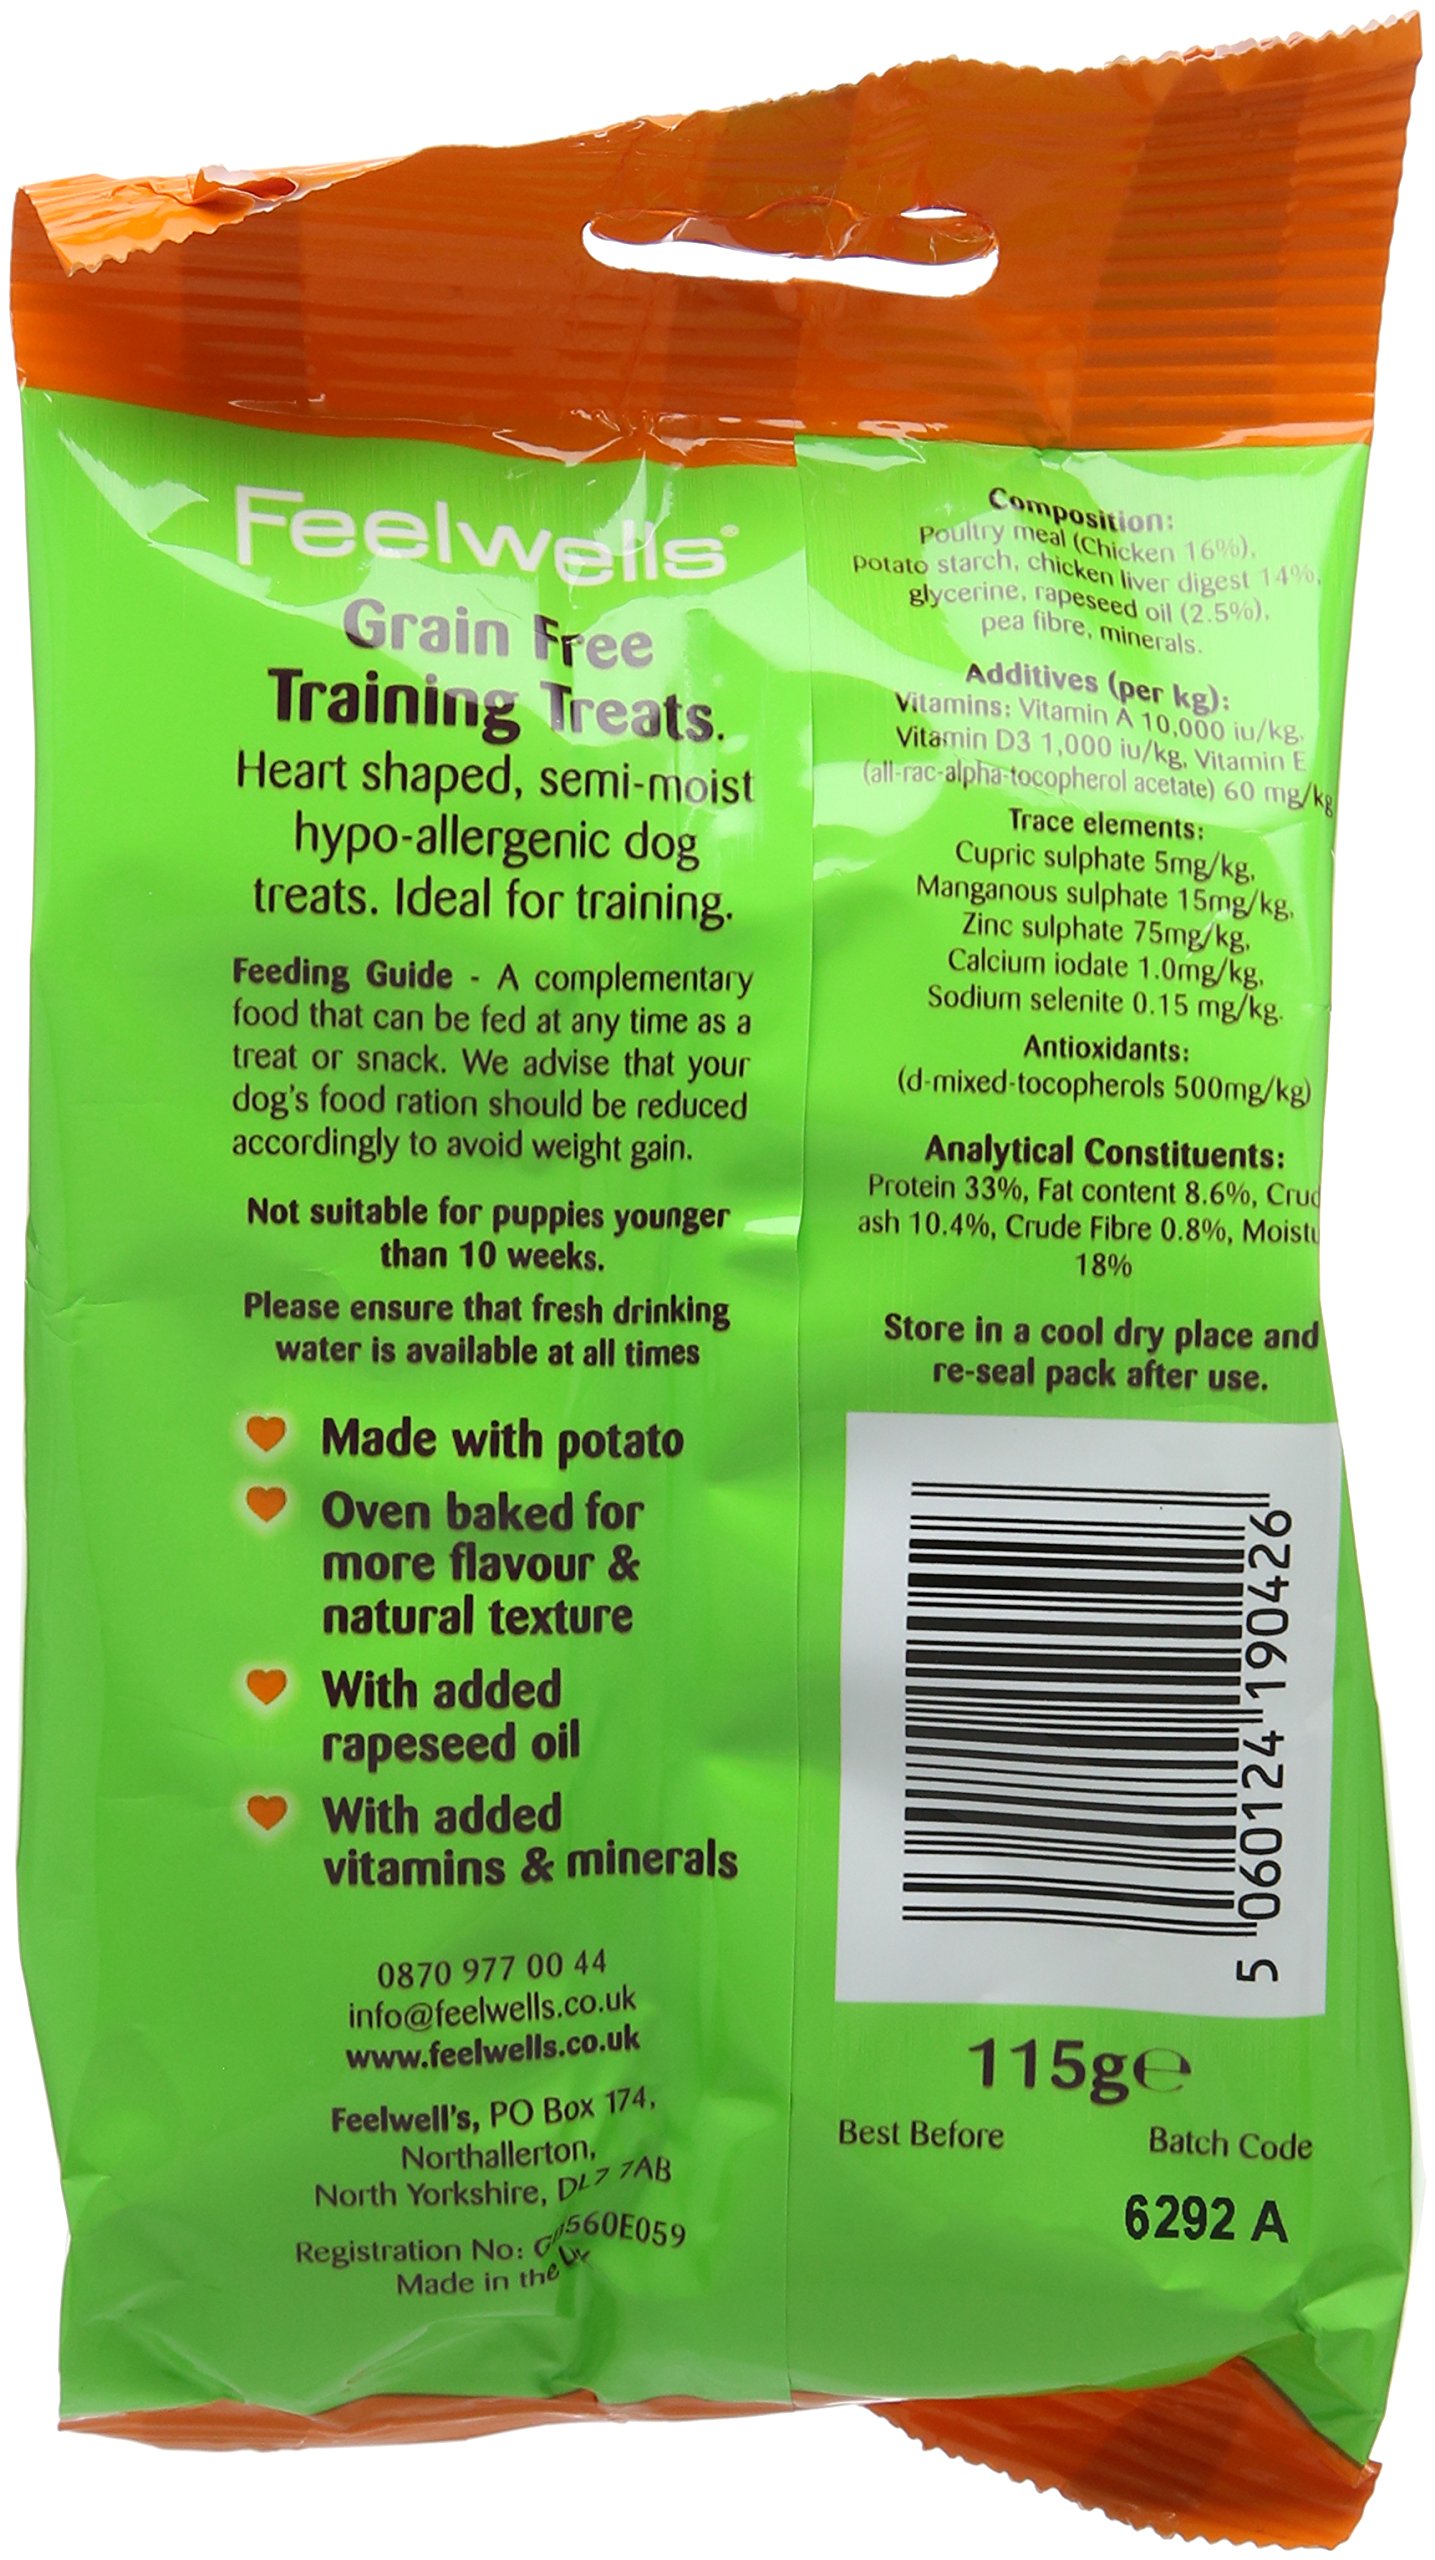 Feelwells®
Grain Free
Training Treats.
Heart shaped, semi-moist
hypo-allergenic dog
treats. Ideal for training.
Feeding Guide - A complementary
food that can be fed at any time as a
treat or snack. We advise that your
dog's food ration should be reduced
accordingly to avoid weight gain.
Not suitable for puppies younger
than 10 weeks.
Please ensure that fresh drinking
water is available at all times
Made with potato
Oven baked for
more flavour &
natural texture
With added
rapeseed oil
With added
vitamins & minerals
0870 977 00 44
info@feelwells.co.uk
www.feelwells.co.uk
Feelwell's, PO Box 174,
Northallerton,
North Yorkshire, DL7 7AB
Registration No:
Made in the UK
Composition:
Poultry meal (Chicken 16%),
potato starch, chicken liver digest 14%,
glycerine, rapeseed oil (2.5%),
pea fibre, minerals.
Additives (per kg):
Vitamins: Vitamin A 10,000 iu/kg,
Vitamin D3 1,000 iu/kg, Vitamin E
(all-rac-alpha-tocopherol acetate) 60 mg/kg
Trace elements:
Cupric sulphate 5mg/kg,
Manganous sulphate 15mg/kg,
Zinc sulphate 75mg/kg,
Calcium iodate 1.0mg/kg,
Sodium selenite 0.15 mg/kg.
Antioxidants:
(d-mixed-tocopherols 500mg/kg)
Analytical Constituents:
Protein 33%, Fat content 8.6%, Crud
ash 10.4%, Crude Fibre 0.8%, Moistu
18%
Store in a cool dry place and
re-seal pack after use.
5 060124 190426
115g℮
Best Before
Batch Code
6292 A